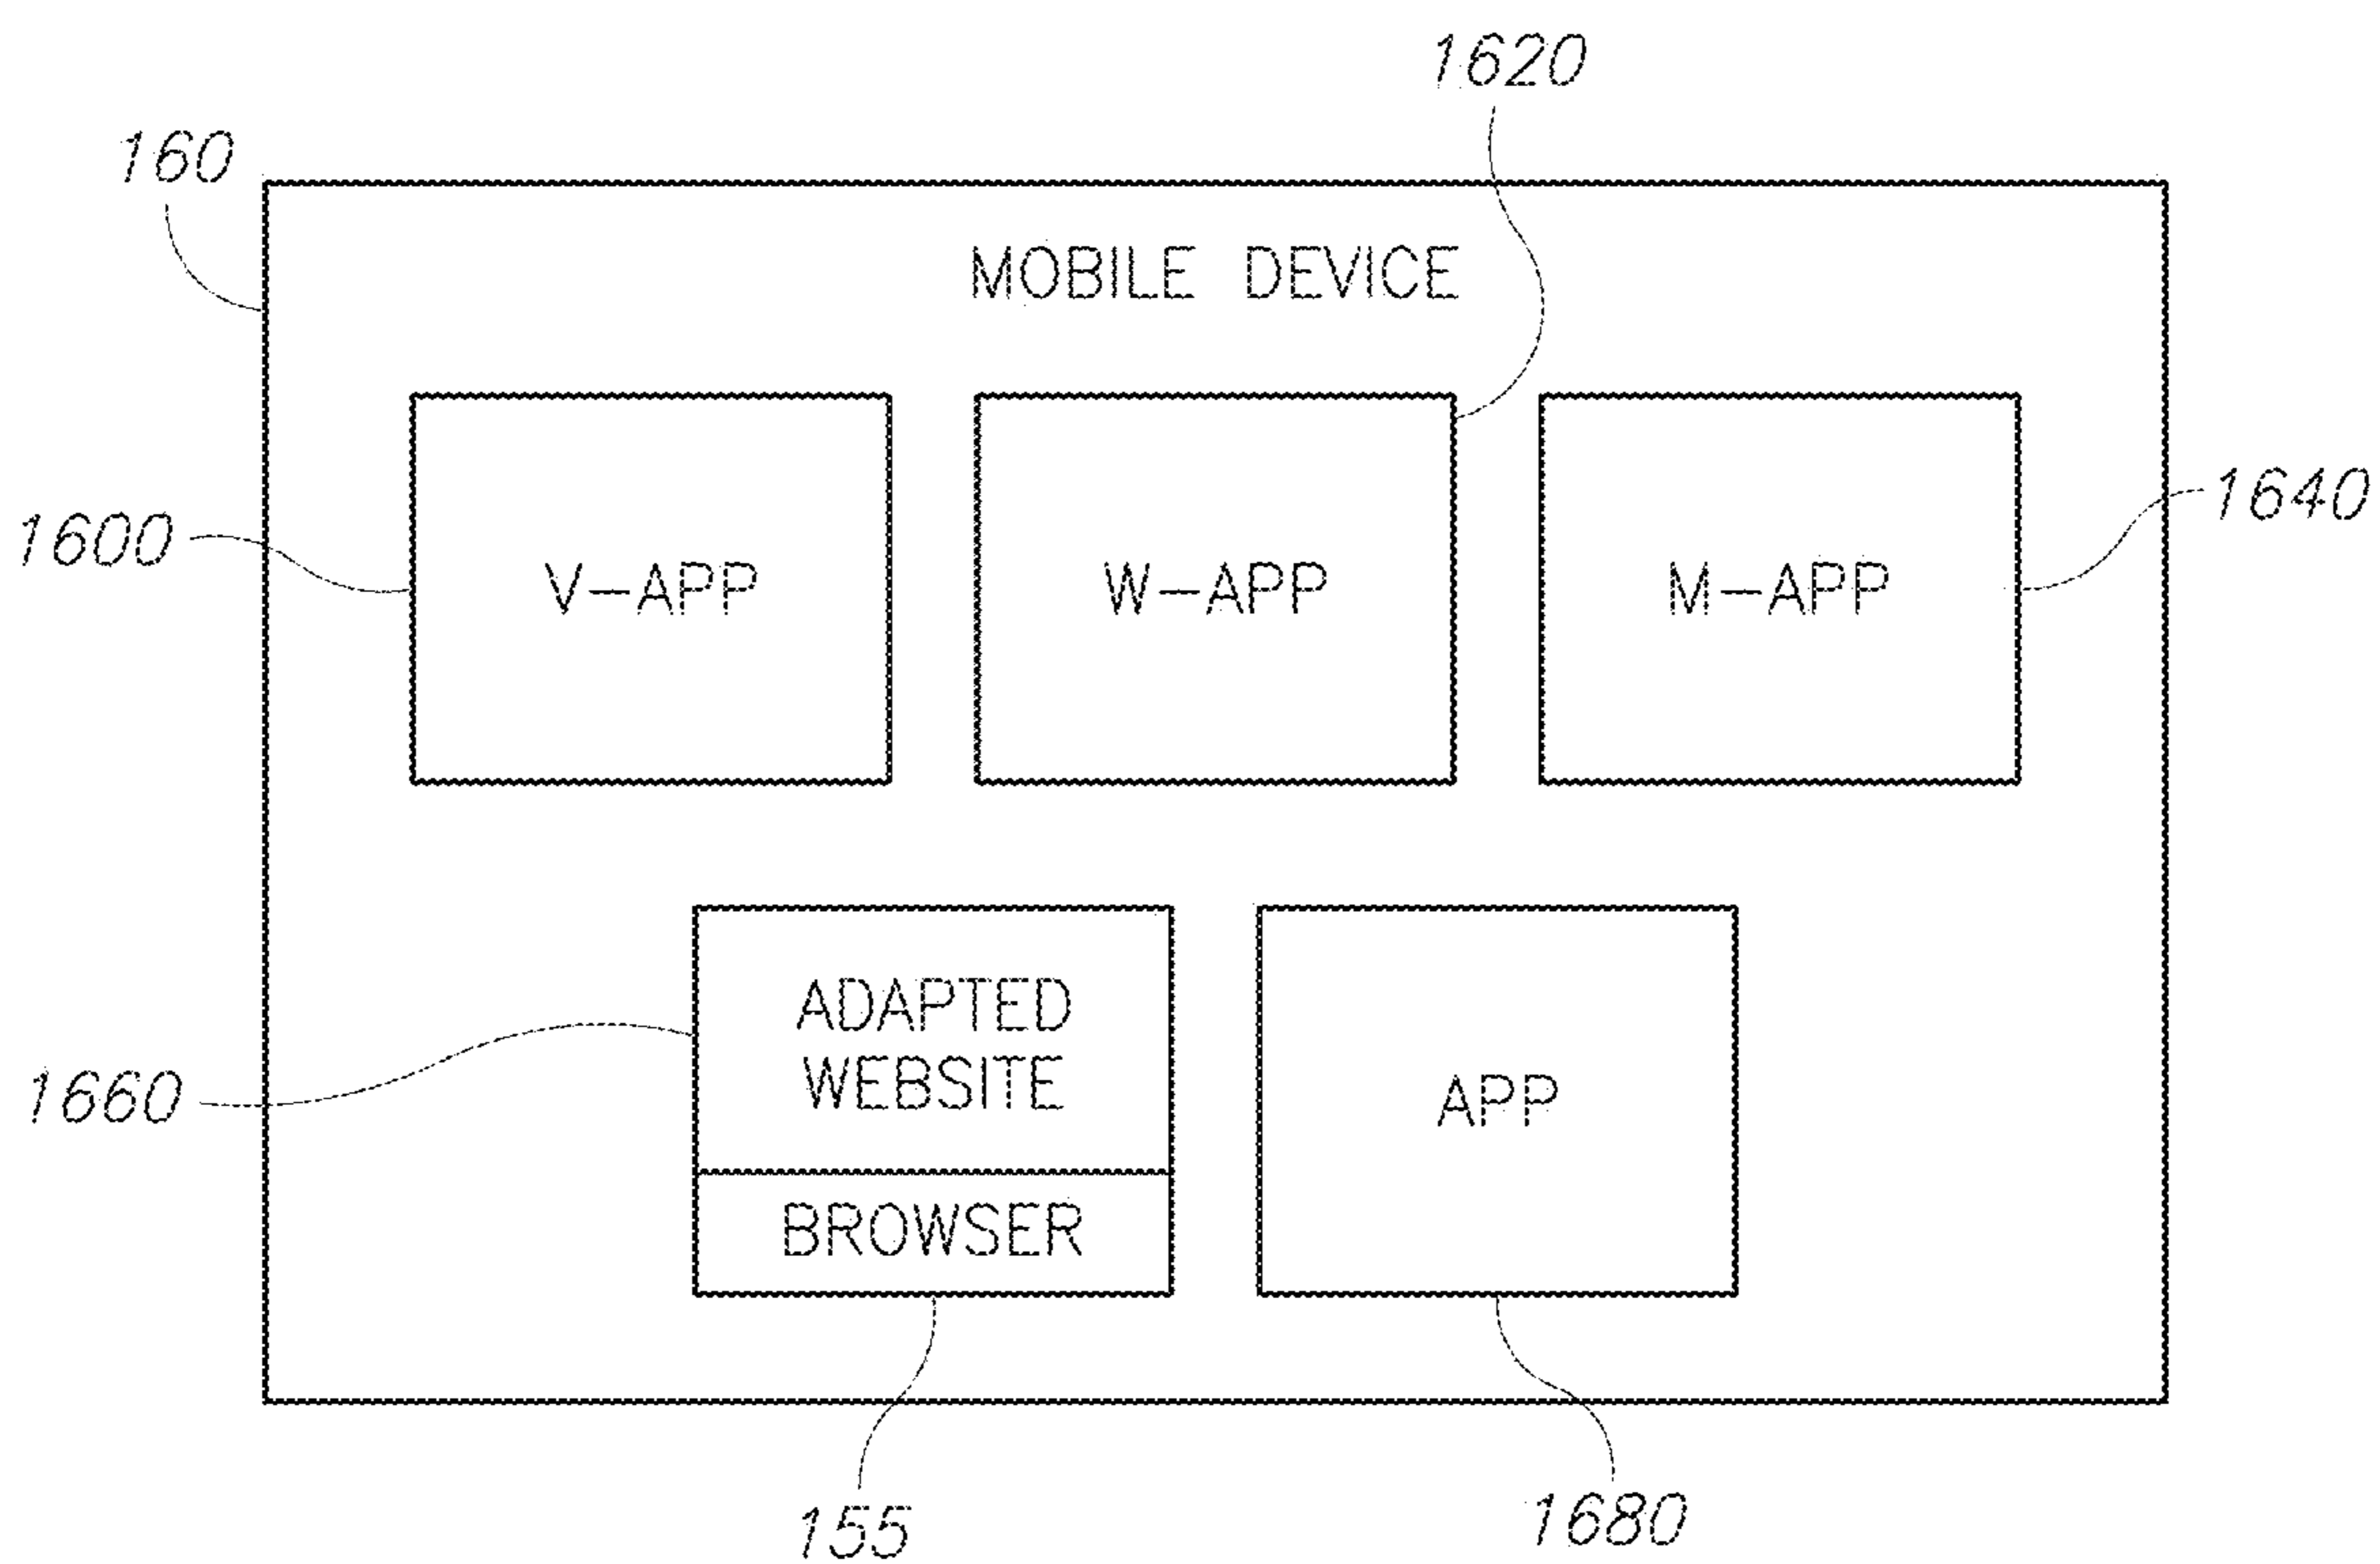 1620
160
MOBILE DEVICE
1640
1600
V-APP
W-APP
M-APP
ADAPTED
WEBSITE
1660
APP
BROWSER
155
1680